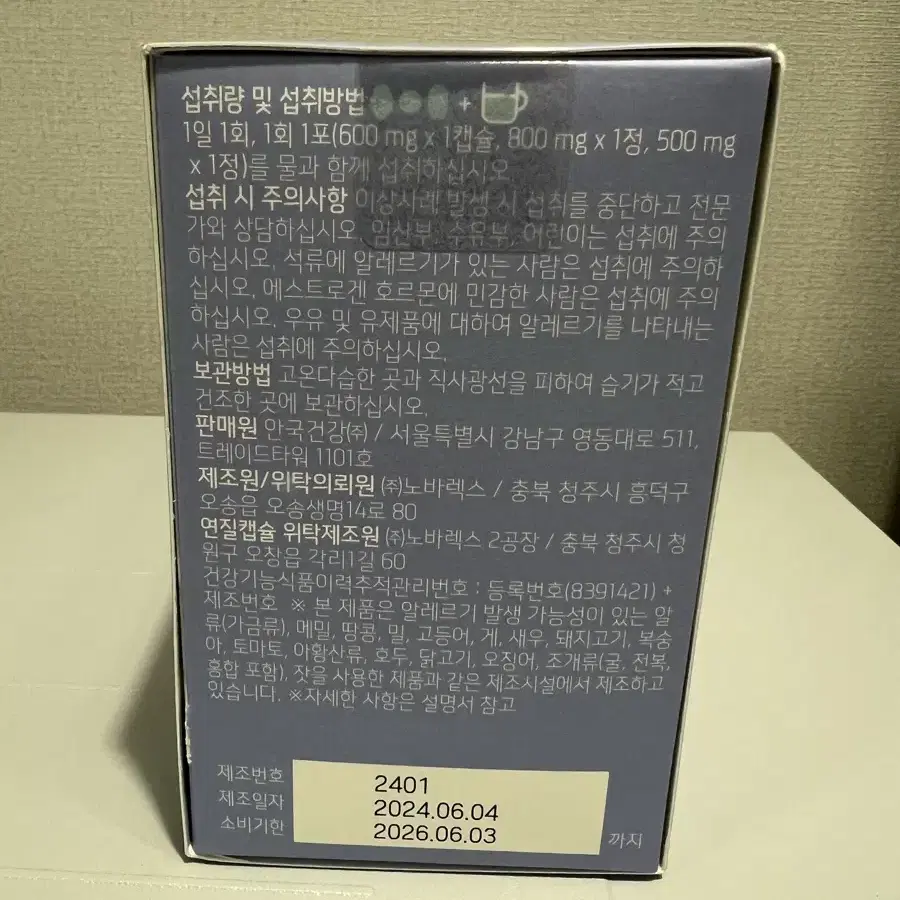 섭취량 및 섭취방법 +
1일 1회, 1회 1포(600 mg x 1캡슐, 800 mg x 1정, 500 mg
x 1정)를 물과 함께 섭취하십시오
섭취 시 주의사항 이상사례 발생 시 섭취를 중단하고 전문
가와 상담하십시오. 임산부, 수유부, 어린이는 섭취에 주의
하십시오. 석류에 알레르기가 있는 사람은 섭취에 주의하
십시오. 에스트로겐 호르몬에 민감한 사람은 섭취에 주의
하십시오. 우유 및 유제품에 대하여 알레르기를 나타내는
사람은 섭취에 주의하십시오.
보관방법 고온다습한 곳과 직사광선을 피하여 습기가 적고
건조한 곳에 보관하십시오.
판매원 안국건강(주) / 서울특별시 강남구 영동대로 511,
트레이드타워 1101호
제조원/위탁의뢰원 (주)노바렉스 / 충북 청주시 흥덕구
오송읍 오송생명14로 80
연질캡슐 위탁제조원 (주)노바렉스 2공장 / 충북 청주시 청
원구 오창읍 각리1길 60
건강기능식품이력추적관리번호 : 등록번호(8391421) +
제조번호 ※ 본 제품은 알레르기 발생 가능성이 있는 알
류(가금류), 메밀, 땅콩, 밀, 고등어, 게, 새우, 돼지고기, 복숭
아, 토마토, 아황산류, 호두, 닭고기, 오징어, 조개류(굴, 전복,
홍합 포함), 잣을 사용한 제품과 같은 제조시설에서 제조하고
있습니다. ※자세한 사항은 설명서 참고
제조번호 2401
제조일자 2024.06.04
소비기한 2026.06.03 까지